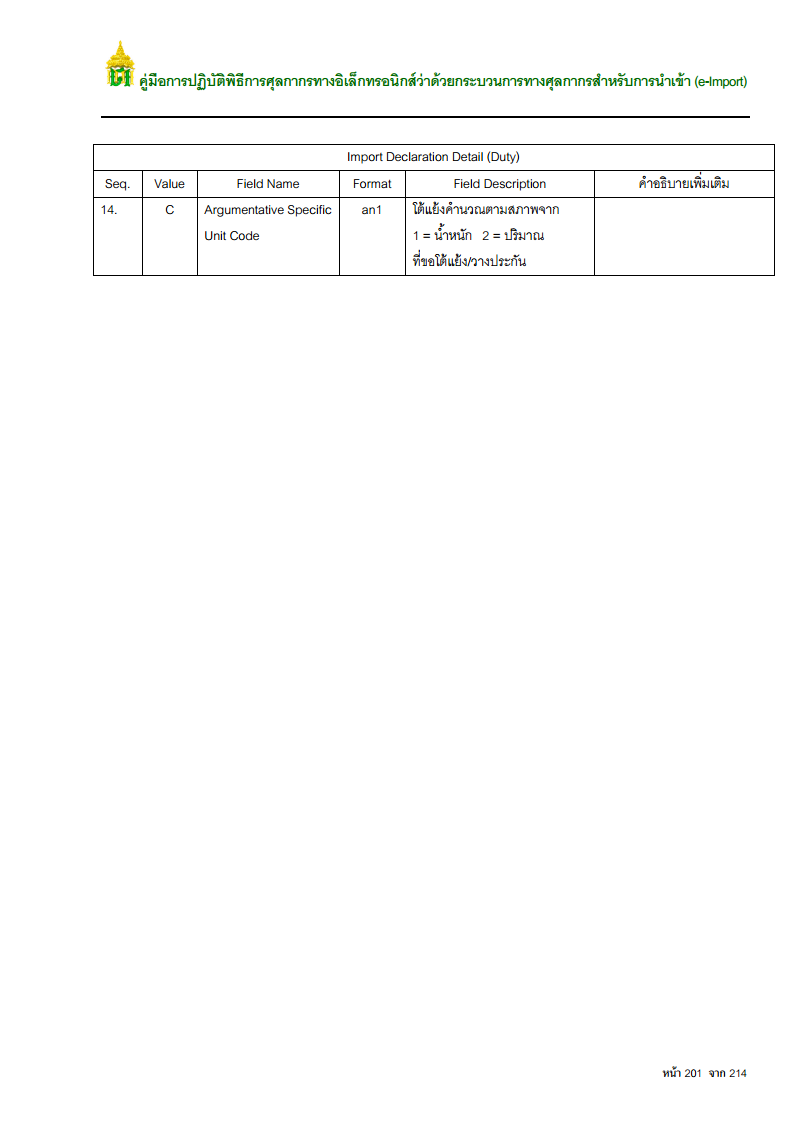 คู่มือการปฏิบัติพิธีการศุลกากรทางอิเล็กทรอนิกส์ว่าด้วยกระบวนการทางศุลกากรสำหรับการนำเข้า (e-Import)
Import Declaration Detail (Duty)
Seq. Value Field Name Format Field Description คำอธิบายเพิ่มเติม
14. C Argumentative Specific an1 โต้แย้งคำนวณตามสภาพจาก
Unit Code 1 = น้ำหนัก 2 = ปริมาณ
ที่ขอโต้แย้ง/วางประกัน
หน้า 201 จาก 214